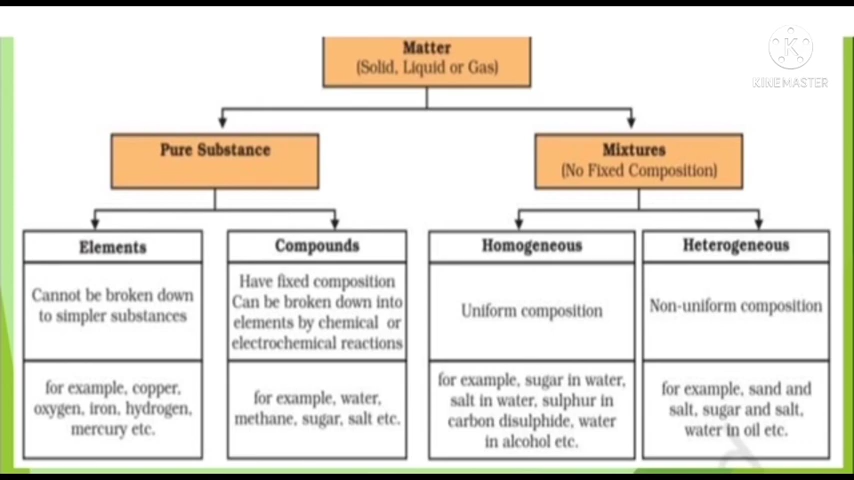 Matter
(Solid, Liquid or Gas)
KINEMASTER
Pure Substance
Mixtures
(No Fixed Composition)
Elements
Cannot be broken down
to simpler substances
for example, copper,
oxygen, iron, hydrogen,
mercury etc.
Compounds
Have fixed composition
Can be broken down into
elements by chemical or
electrochemical reactions
for example, water,
methane, sugar, salt etc.
Homogeneous
Uniform composition
for example, sugar in water,
salt in water, sulphur in
carbon disulphide, water
in alcohol etc.
Heterogeneous
Non-uniform composition
for example, sand and
salt, sugar and salt,
water in oil etc.